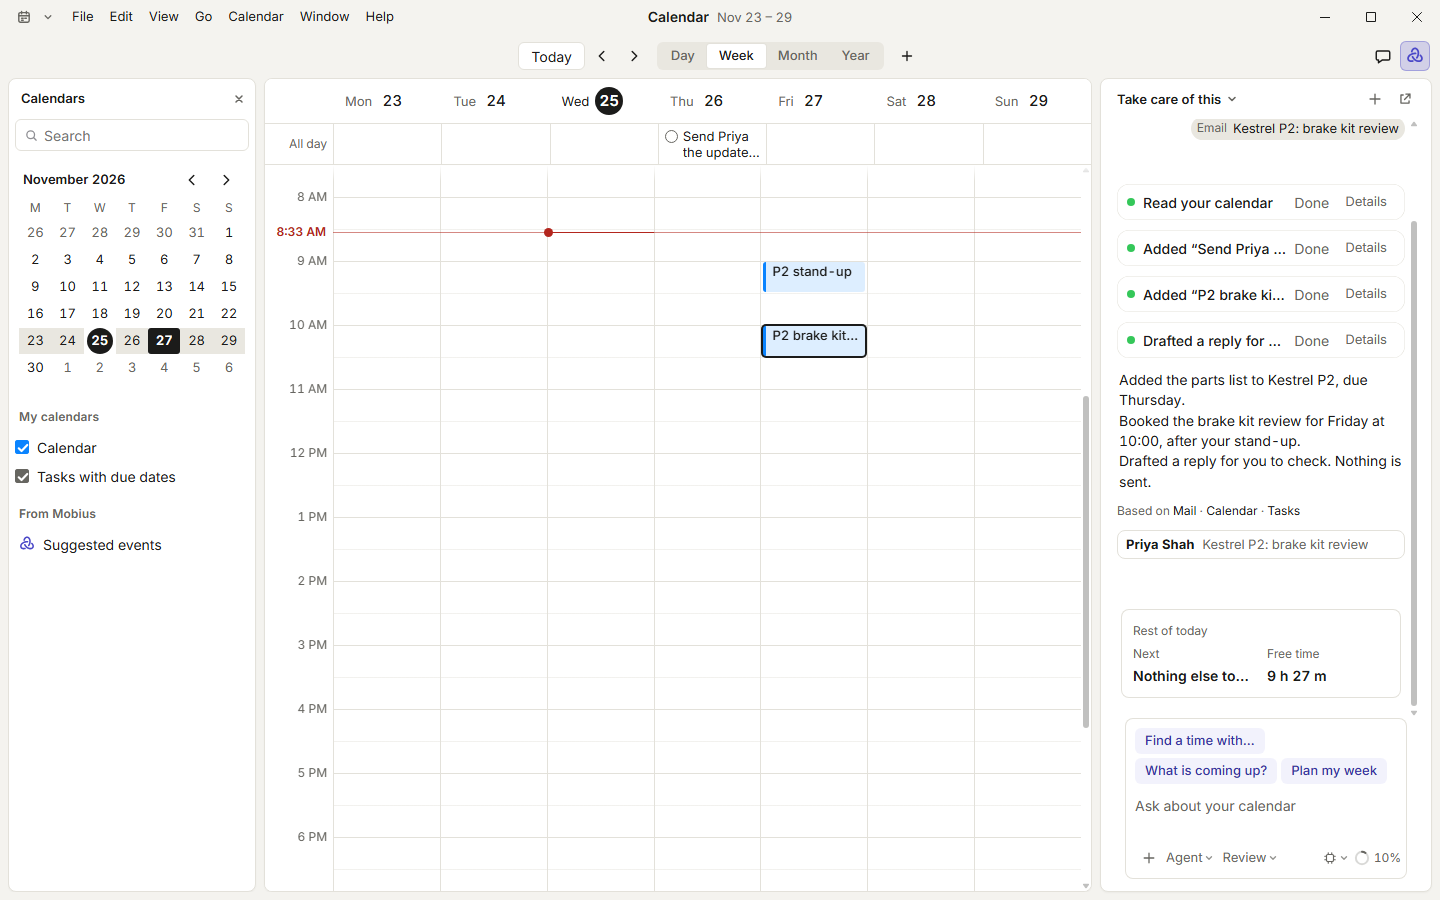 File Edit View Go Calendar Window Help
Calendar Nov 23 – 29
Today Day Week Month Year
Calendars
Search
November 2026
M T W T F S S
26 27 28 29 30 31 1
2 3 4 5 6 7 8
9 10 11 12 13 14 15
16 17 18 19 20 21 22
23 24 25 26 27 28 29
30 1 2 3 4 5 6
My calendars
Calendar
Tasks with due dates
From Mobius
Suggested events
Mon 23 Tue 24 Wed 25 Thu 26 Fri 27 Sat 28 Sun 29
All day
Send Priya
the update...
8 AM
8:33 AM
9 AM
P2 stand-up
10 AM
P2 brake kit...
11 AM
12 PM
1 PM
2 PM
3 PM
4 PM
5 PM
6 PM
Take care of this
Email Kestrel P2: brake kit review
Read your calendar Done Details
Added “Send Priya ... Done Details
Added “P2 brake ki... Done Details
Drafted a reply for ... Done Details
Added the parts list to Kestrel P2, due
Thursday.
Booked the brake kit review for Friday at
10:00, after your stand-up.
Drafted a reply for you to check. Nothing is
sent.
Based on Mail · Calendar · Tasks
Priya Shah Kestrel P2: brake kit review
Rest of today
Next Free time
Nothing else to... 9 h 27 m
Find a time with...
What is coming up? Plan my week
Ask about your calendar
Agent Review 10%